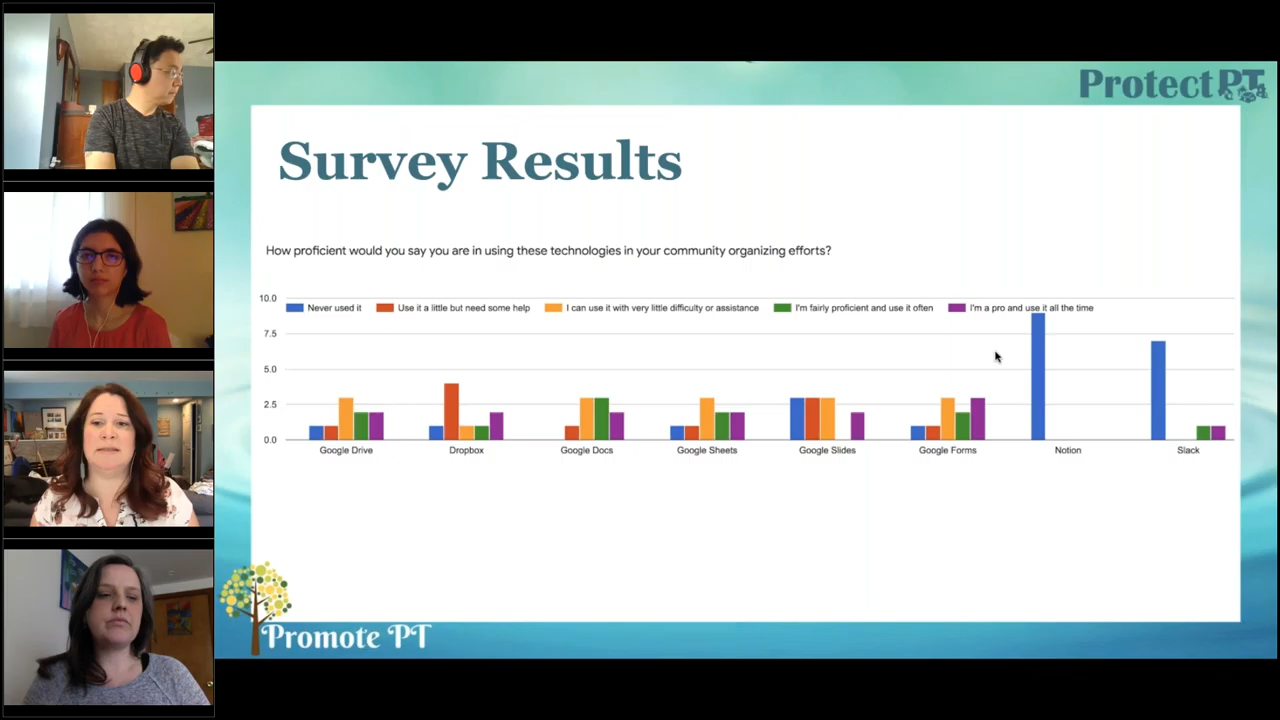 Protect PT
Survey Results
How proficient would you say you are in using these technologies in your community organizing efforts?
10.0
Never used it Use it a little but need some help I can use it with very little difficulty or assistance I'm fairly proficient and use it often I'm a pro and use it all the time
7.5
5.0
2.5
0.0
Google Drive Dropbox Google Docs Google Sheets Google Slides Google Forms Notion Slack
Promote PT